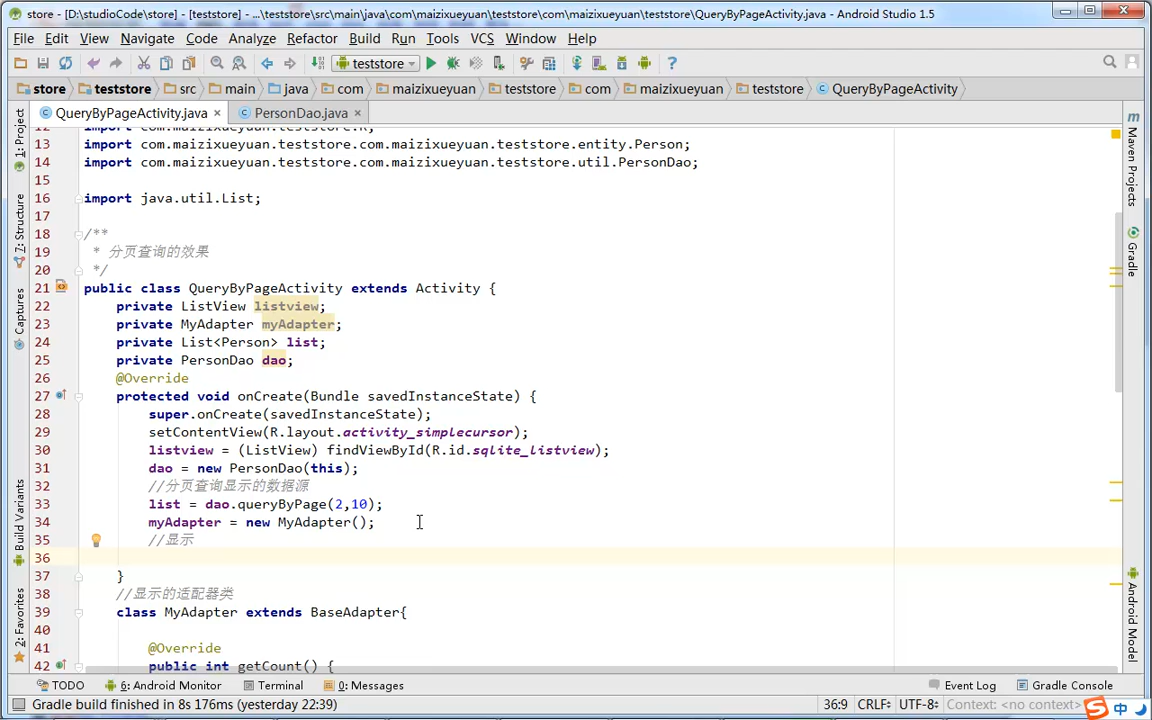 store - [D:\studioCode\store] - [teststore] - ...\teststore\src\main\java\com\maizixueyuan\teststore\com\maizixueyuan\teststore\QueryByPageActivity.java - Android Studio 1.5
File Edit View Navigate Code Analyze Refactor Build Run Tools VCS Window Help
teststore
store teststore src main java com maizixueyuan teststore com maizixueyuan teststore QueryByPageActivity
QueryByPageActivity.java PersonDao.java
12 import com.maizixueyuan.teststore.R;
13 import com.maizixueyuan.teststore.com.maizixueyuan.teststore.entity.Person;
14 import com.maizixueyuan.teststore.com.maizixueyuan.teststore.util.PersonDao;
15
16 import java.util.List;
17
18 /**
19 * 分页查询的效果
20 */
21 public class QueryByPageActivity extends Activity {
22 private ListView listview;
23 private MyAdapter myAdapter;
24 private List<Person> list;
25 private PersonDao dao;
26 @Override
27 protected void onCreate(Bundle savedInstanceState) {
28 super.onCreate(savedInstanceState);
29 setContentView(R.layout.activity_simplecursor);
30 listview = (ListView) findViewById(R.id.sqlite_listview);
31 dao = new PersonDao(this);
32 //分页查询显示的数据源
33 list = dao.queryByPage(2,10);
34 myAdapter = new MyAdapter();
35 //显示
36
37 }
38 //显示的适配器类
39 class MyAdapter extends BaseAdapter{
40
41 @Override
42 public int getCount() {
1: Project
7: Structure
Captures
Build Variants
2: Favorites
Maven Projects
Gradle
Android Model
TODO 6: Android Monitor Terminal 0: Messages Event Log Gradle Console
Gradle build finished in 8s 176ms (yesterday 22:39) 36:9 CRLF UTF-8 Context: <no context> 中